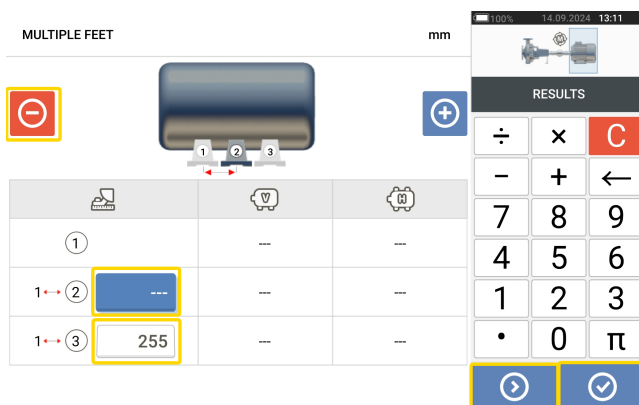 100% 14.09.2024 13:11
MULTIPLE FEET mm
RESULTS
1 2 3
÷ × C
− + ←
7 8 9
4 5 6
1 2 3
• 0 π
V H
1 --- ---
1↔2 --- --- ---
1↔3 255 --- ---